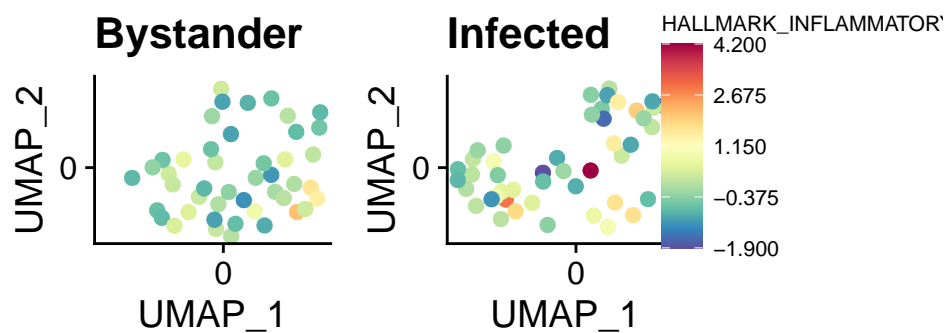 Bystander
Infected
HALLMARK_INFLAMMATORY
4.200
2.675
1.150
−0.375
−1.900
UMAP_2
0
0
UMAP_1
UMAP_2
0
0
UMAP_1